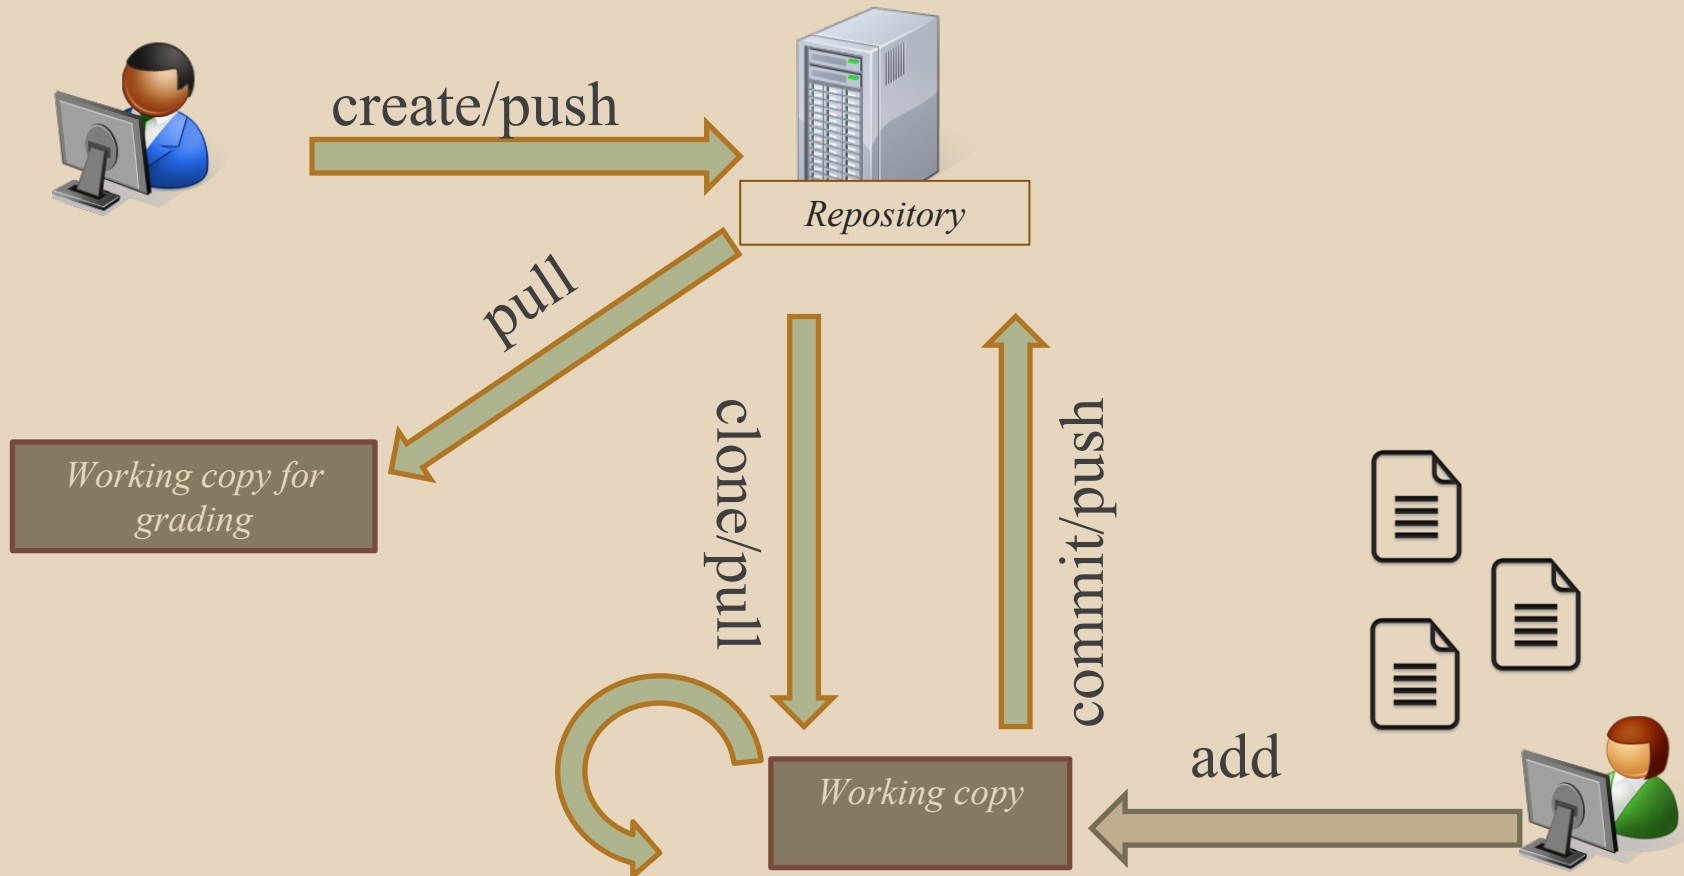 create/push
Repository
pull
clone/pull
commit/push
Working copy for
grading
add
Working copy